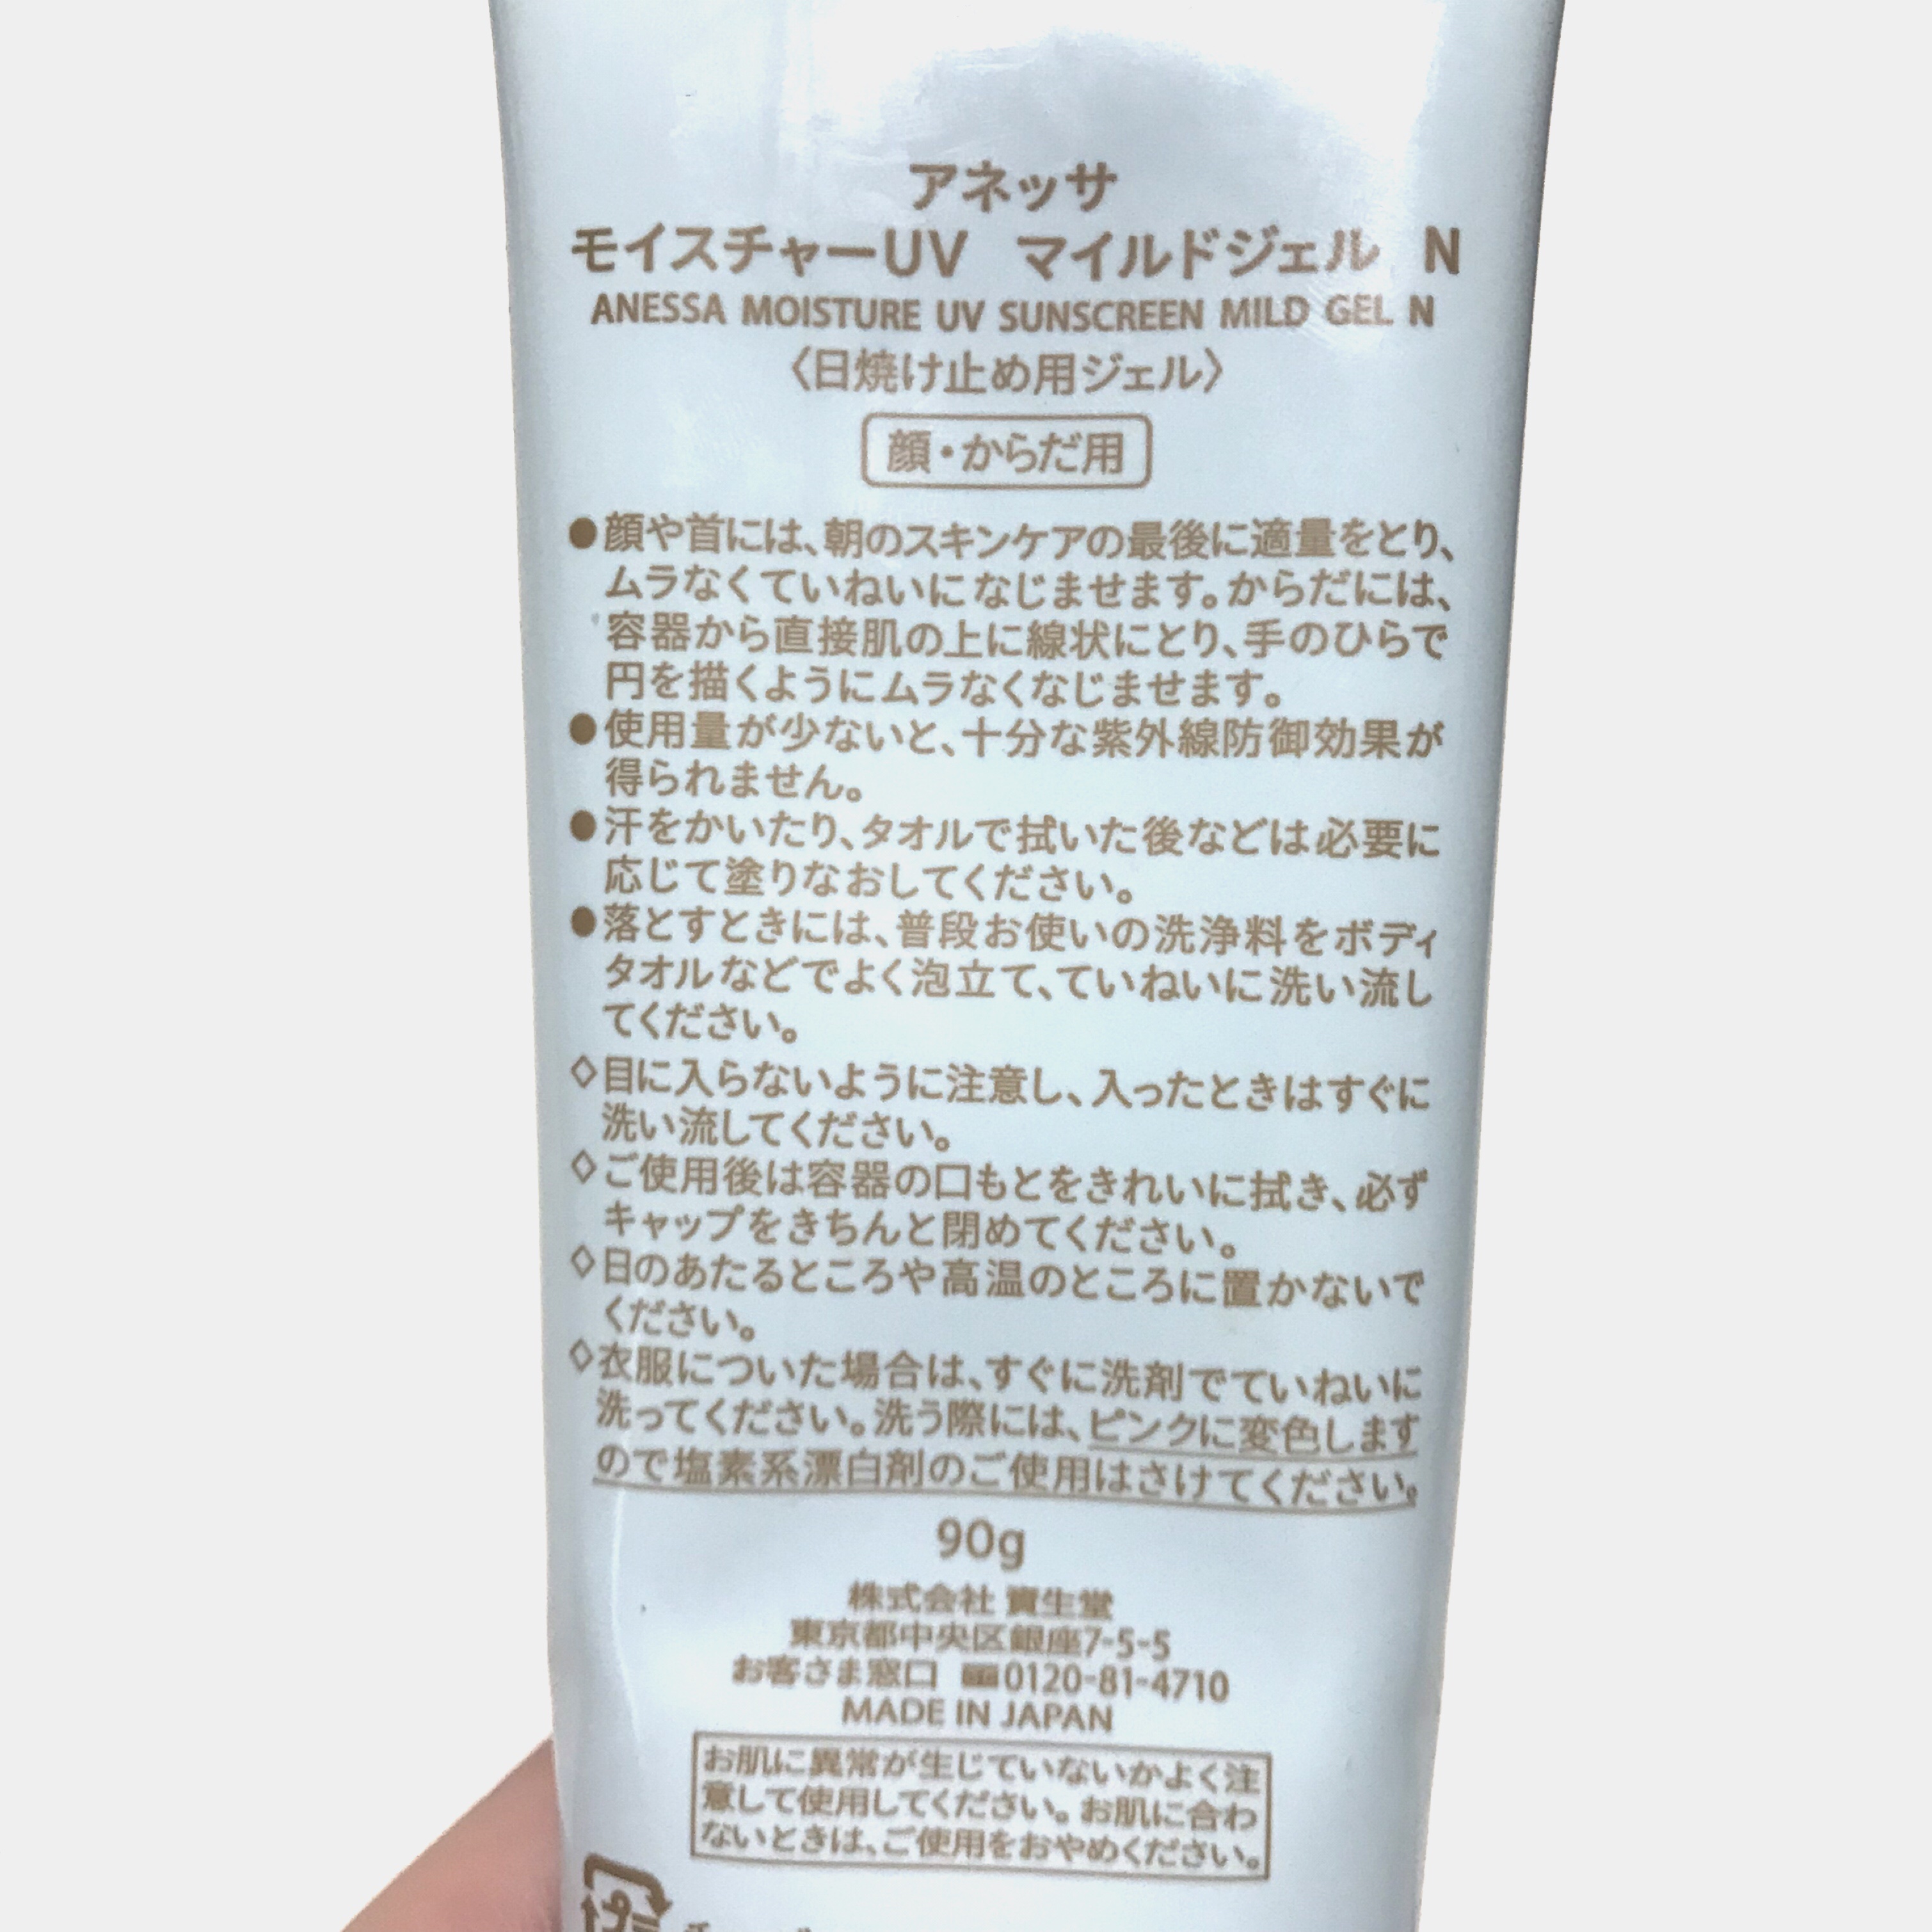 アネッサ
モイスチャーUV マイルドジェル N
ANESSA MOISTURE UV SUNSCREEN MILD GEL N
〈日焼け止め用ジェル〉
顔・からだ用
●顔や首には、朝のスキンケアの最後に適量をとり、
ムラなくていねいになじませます。からだには、
容器から直接肌の上に線状にとり、手のひらで
円を描くようにムラなくなじませます。
●使用量が少ないと、十分な紫外線防御効果が
得られません。
●汗をかいたり、タオルで拭いた後などは必要に
応じて塗りなおしてください。
●落とすときには、普段お使いの洗浄料をボディ
タオルなどでよく泡立て、ていねいに洗い流し
てください。
◇目に入らないように注意し、入ったときはすぐに
洗い流してください。
◇ご使用後は容器の口もとをきれいに拭き、必ず
キャップをきちんと閉めてください。
◇日のあたるところや高温のところに置かないで
ください。
◇衣服についた場合は、すぐに洗剤でていねいに
洗ってください。洗う際には、ピンクに変色します
ので塩素系漂白剤のご使用はさけてください。
90g
株式会社 資生堂
東京都中央区銀座7-5-5
お客さま窓口 0120-81-4710
MADE IN JAPAN
お肌に異常が生じていないかよく注
意して使用してください。お肌に合わ
ないときは、ご使用をおやめください。